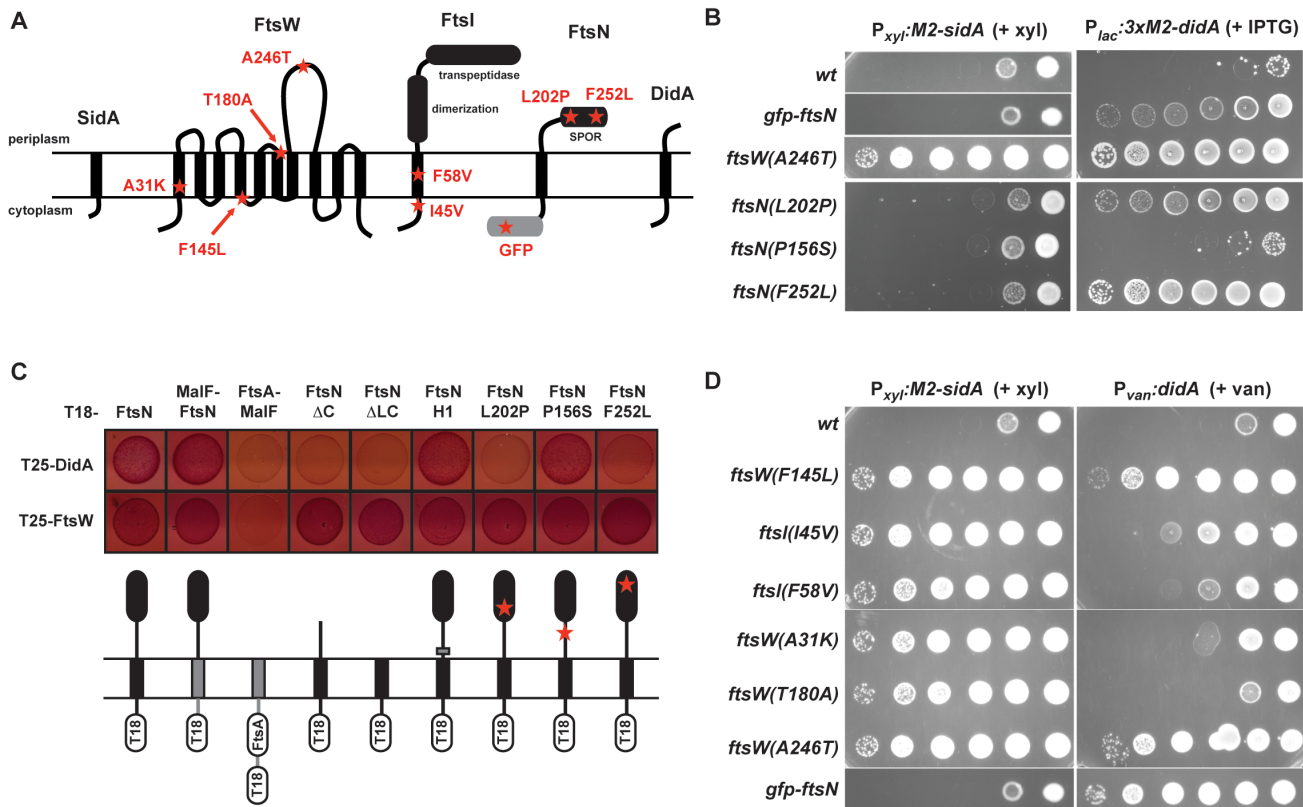 A
FtsW
FtsI
FtsN
A246T
transpeptidase
T180A
dimerization
L202P
F252L
DidA
SidA
SPOR
periplasm
A31K
F58V
cytoplasm
I45V
F145L
GFP
B
Pxyl:M2-sidA (+ xyl)
Plac:3xM2-didA (+ IPTG)
wt
gfp-ftsN
ftsW(A246T)
ftsN(L202P)
ftsN(P156S)
ftsN(F252L)
C
T18-
FtsN
MalF-
FtsN
FtsA-
MalF
FtsN
ΔC
FtsN
ΔLC
FtsN
H1
FtsN
L202P
FtsN
P156S
FtsN
F252L
T25-DidA
T25-FtsW
T18
T18
FtsA
T18
T18
T18
T18
T18
T18
T18
D
Pxyl:M2-sidA (+ xyl)
Pvan:didA (+ van)
wt
ftsW(F145L)
ftsI(I45V)
ftsI(F58V)
ftsW(A31K)
ftsW(T180A)
ftsW(A246T)
gfp-ftsN